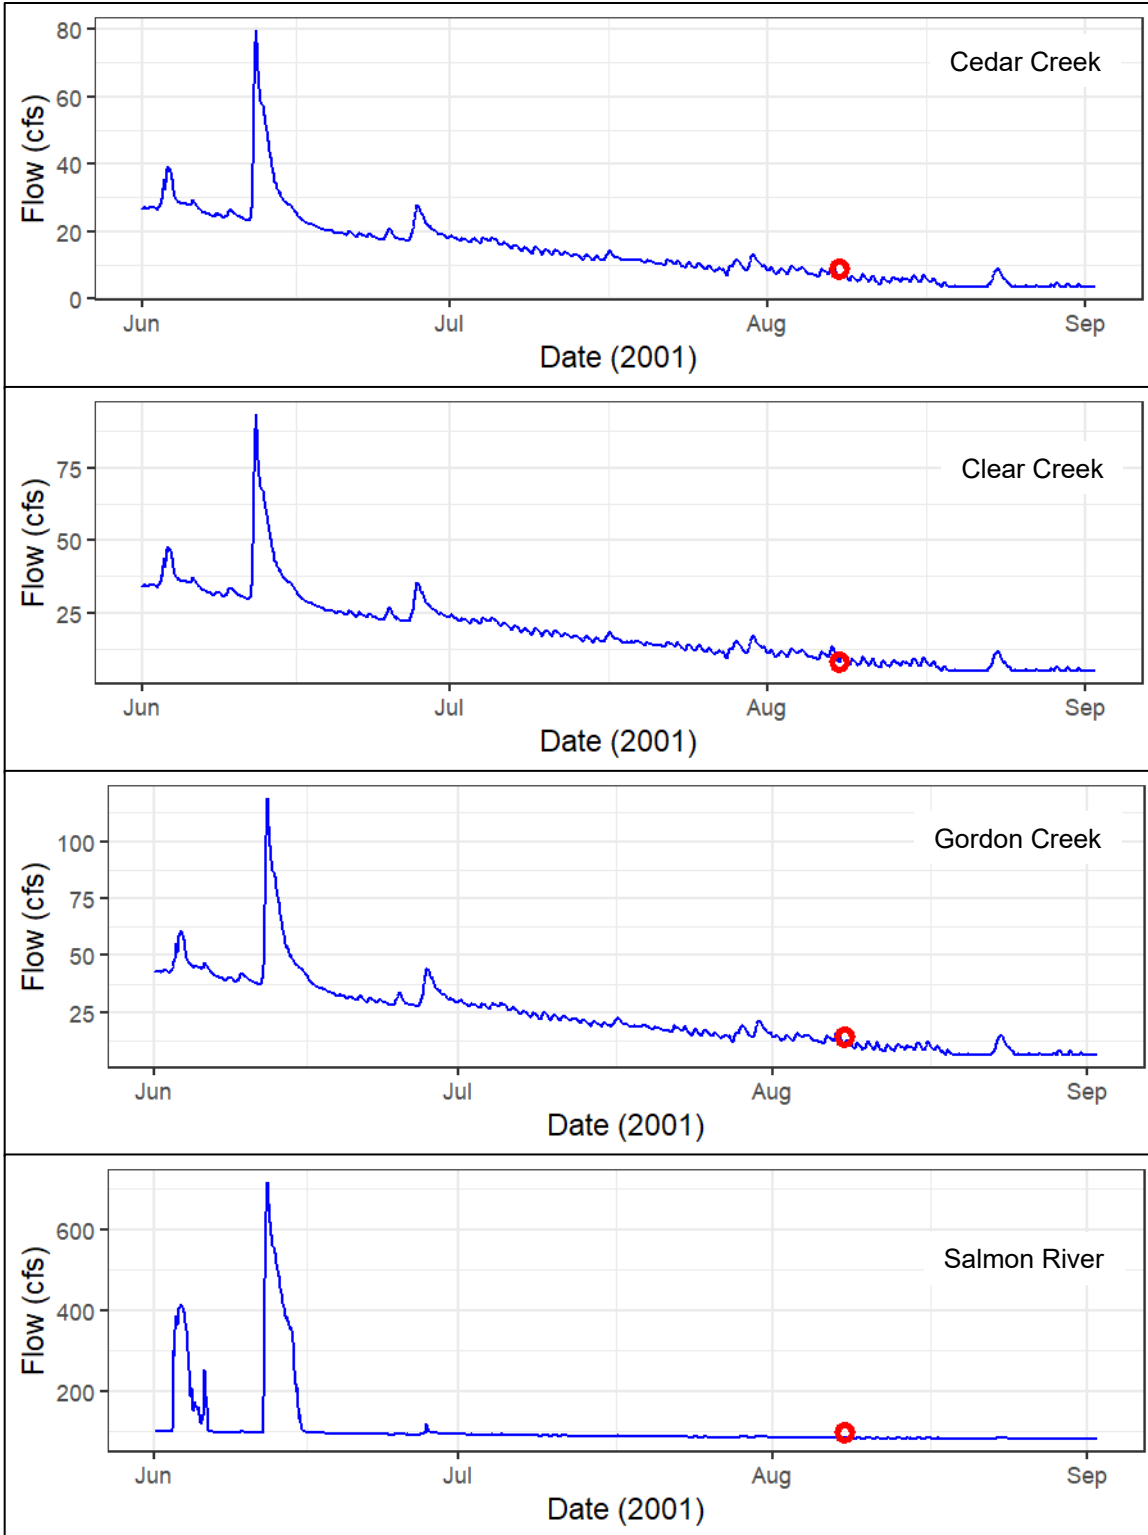 Cedar Creek
Flow (cfs)
80
60
40
20
0
Jun Jul Aug Sep
Date (2001)
Clear Creek
Flow (cfs)
75
50
25
Jun Jul Aug Sep
Date (2001)
Gordon Creek
Flow (cfs)
100
75
50
25
Jun Jul Aug Sep
Date (2001)
Salmon River
Flow (cfs)
600
400
200
Jun Jul Aug Sep
Date (2001)